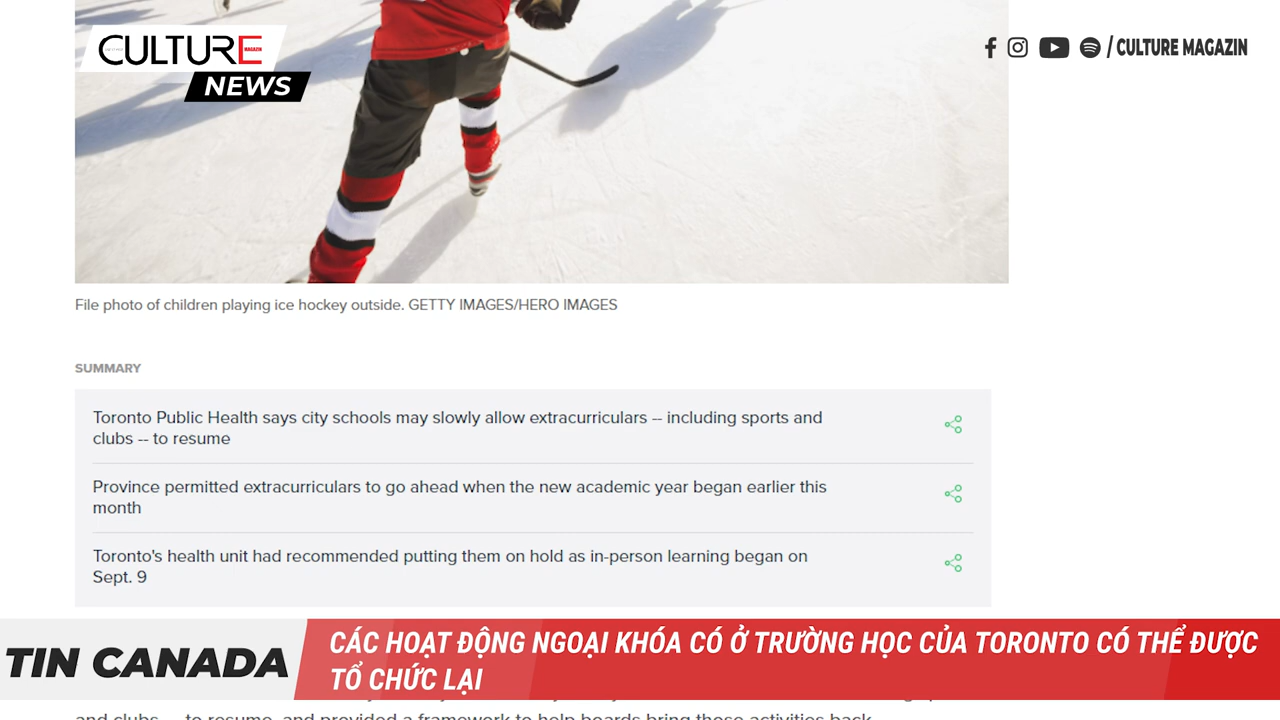 CULTURE
MAGAZIN
NEWS
/ CULTURE MAGAZIN
File photo of children playing ice hockey outside. GETTY IMAGES/HERO IMAGES
SUMMARY
Toronto Public Health says city schools may slowly allow extracurriculars -- including sports and
clubs -- to resume
Province permitted extracurriculars to go ahead when the new academic year began earlier this
month
Toronto's health unit had recommended putting them on hold as in-person learning began on
Sept. 9
TIN CANADA
CÁC HOẠT ĐỘNG NGOẠI KHÓA CÓ Ở TRƯỜNG HỌC CỦA TORONTO CÓ THỂ ĐƯỢC
TỔ CHỨC LẠI
and clubs -- to resume, and provided a framework to help boards bring those activities back